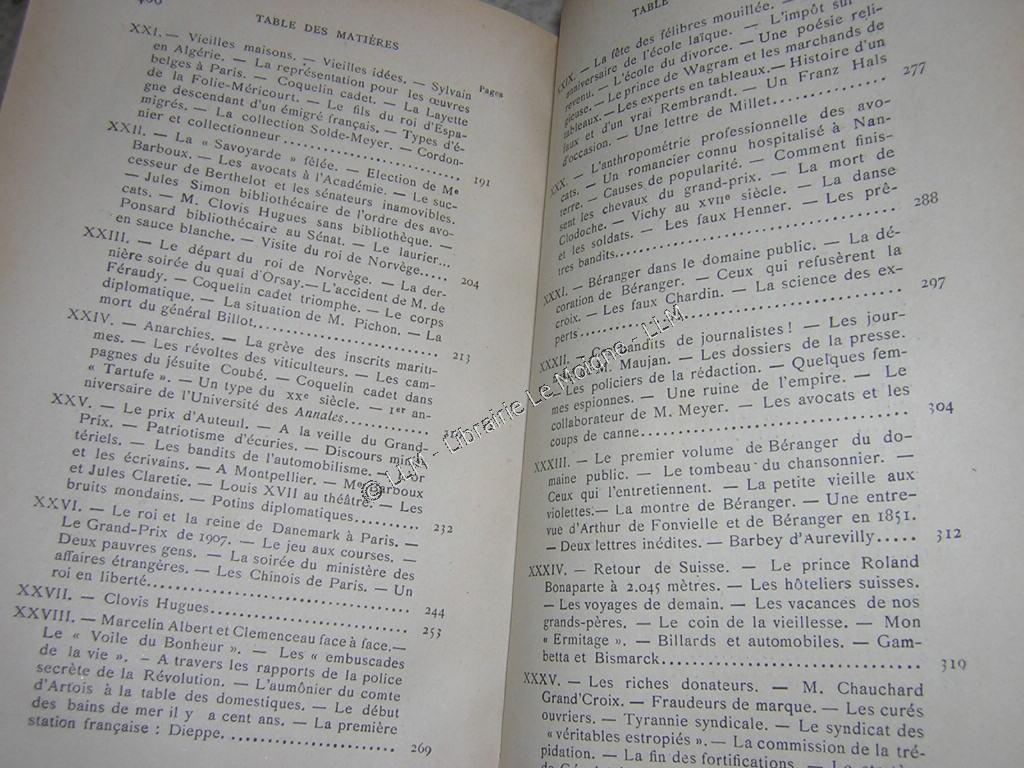 TABLE DES MATIÈRES
Pages
XXI. — Vieilles maisons. — Vieilles idées. — Sylvain
en Algérie. — La représentation pour les œuvres
belges à Paris. — Coquelin cadet. — La Layette
de la Folie-Méricourt. — Le fils du roi d'Espa-
gne descendant d'un émigré français. — Types d'é-
migrés. — La collection Solde-Meyer. — Cordon-
nier et collectionneur.................... 191
XXII. — La « Savoyarde » fêlée. — Election de Me
Barboux. — Les avocats à l'Académie. — Le suc-
cesseur de Berthelot et les sénateurs inamovibles.
— Jules Simon bibliothécaire de l'ordre des avo-
cats. — M. Clovis Hugues sans bibliothèque. —
Ponsard bibliothécaire au Sénat. — Le laurier...
en sauce blanche. — Visite du roi de Norvège..... 204
XXIII. — Le départ du roi de Norvège. — La der-
nière soirée du quai d'Orsay. — L'accident de M. de
Féraudy. — Coquelin cadet triomphe. — Le corps
diplomatique. — La situation de M. Pichon. — La
mort du général Billot.................... 213
XXIV. — Anarchies. — La grève des inscrits mariti-
mes. — Les révoltes des viticulteurs. — Les cam-
pagnes du jésuite Coubé. — Coquelin cadet dans
« Tartufe ». — Un type du XXe siècle. — 1er an-
niversaire de l'Université des Annales............
XXV. — Le prix d'Auteuil. — A la veille du Grand-
Prix. — Patriotisme d'écuries. — Discours minis-
tériels. — Les bandits de l'automobilisme. — L'or
et les écrivains. — A Montpellier. — Me Barboux
et Jules Claretie. — Louis XVII au théâtre. — Les
bruits mondains. — Potins diplomatiques.......... 232
XXVI. — Le roi et la reine de Danemark à Paris. —
Le Grand-Prix de 1907. — Le jeu aux courses. —
Deux pauvres gens. — La soirée du ministère des
affaires étrangères. — Les Chinois de Paris. — Un
roi en liberté.................... 244
XXVII. — Clovis Hugues.................... 253
XXVIII. — Marcelin Albert et Clemenceau face à face. —
Le « Voile du Bonheur ». — Les « embuscades
de la vie ». — A travers les rapports de la police
secrète de la Révolution. — L'aumônier du comte
d'Artois à la table des domestiques. — Le début
des bains de mer il y a cent ans. — La première
station française : Dieppe. .................... 269
TABLE
XXIX. — La fête des félibres mouillée. — L'
anniversaire de l'école laïque. — L'impôt sur le
revenu. — L'école du divorce. — Une poésie reli-
gieuse. — Le prince de Wagram et les marchands de
tableaux. — Les experts en tableaux. — Histoire d'un
faux et d'un vrai Rembrandt. — Un Franz Hals
d'occasion. — Une lettre de Millet............... 277
XXX. — L'anthropométrie professionnelle des avo-
cats. — Un romancier connu hospitalisé à Nan-
terre. — Causes de popularité. — Comment finis-
sent les chevaux du grand-prix. — La mort de
Clodoche. — Vichy au XVIIe siècle. — La danse
et les soldats. — Les faux Henner. — Les prê-
tres bandits.................... 288
XXXI. — Béranger dans le domaine public. — La dé-
coration de Béranger. — Ceux qui refusèrent la
croix. — Les faux Chardin. — La science des ex-
perts.................... 297
XXXII. — Les bandits de journalistes ! — Les jour-
M. Maujan. — Les dossiers de la presse.
— Les policiers de la rédaction. — Quelques fem-
mes espionnes. — Une ruine de l'empire. — Le
collaborateur de M. Meyer. — Les avocats et les
coups de canne.................... 304
XXXIII. — Le premier volume de Béranger du do-
maine public. — Le tombeau du chansonnier. —
Ceux qui l'entretiennent. — La petite vieille aux
violettes. — La montre de Béranger. — Une entre-
vue d'Arthur de Fonvielle et de Béranger en 1851.
— Deux lettres inédites. — Barbey d'Aurevilly..... 312
XXXIV. — Retour de Suisse. — Le prince Roland
Bonaparte à 2.045 mètres. — Les hôteliers suisses.
— Les voyages de demain. — Les vacances de nos
grands-pères. — Le coin de la vieillesse. — Mon
« Ermitage ». — Billards et automobiles. — Gam-
betta et Bismarck.................... 319
XXXV. — Les riches donateurs. — M. Chauchard
Grand'Croix. — Fraudeurs de marque. — Les curés
ouvriers. — Tyrannie syndicale. — Le syndicat des
« véritables estropiés ». — La commission de la tré-
pidation. — La fin des fortifications. —
© LLM - Librairie Le Moigne - LLM